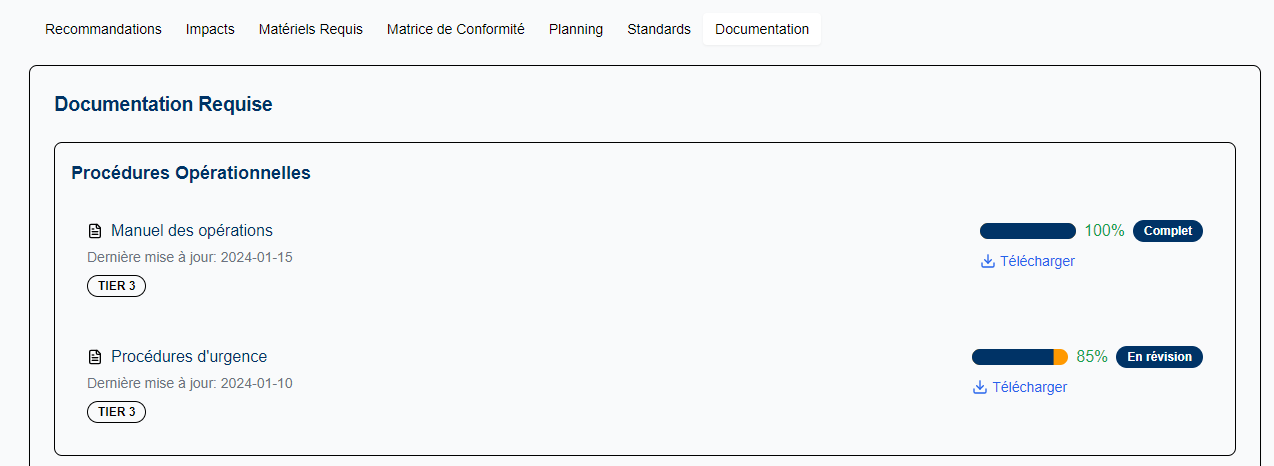 Recommandations Impacts Matériels Requis Matrice de Conformité Planning Standards Documentation
Documentation Requise
Procédures Opérationnelles
Manuel des opérations 100% Complet
Dernière mise à jour: 2024-01-15 Télécharger
TIER 3
Procédures d'urgence 85% En révision
Dernière mise à jour: 2024-01-10 Télécharger
TIER 3